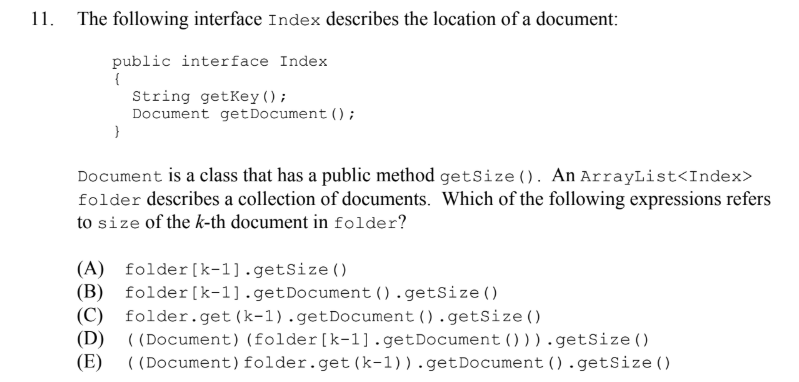 11. The following interface Index describes the location of a document:
public interface Index
{
String getKey();
Document getDocument();
}
Document is a class that has a public method getSize(). An ArrayList<Index>
folder describes a collection of documents. Which of the following expressions refers
to size of the k-th document in folder?
(A) folder[k-1].getSize()
(B) folder[k-1].getDocument().getSize()
(C) folder.get(k-1).getDocument().getSize()
(D) ((Document)(folder[k-1].getDocument())).getSize()
(E) ((Document)folder.get(k-1)).getDocument().getSize()